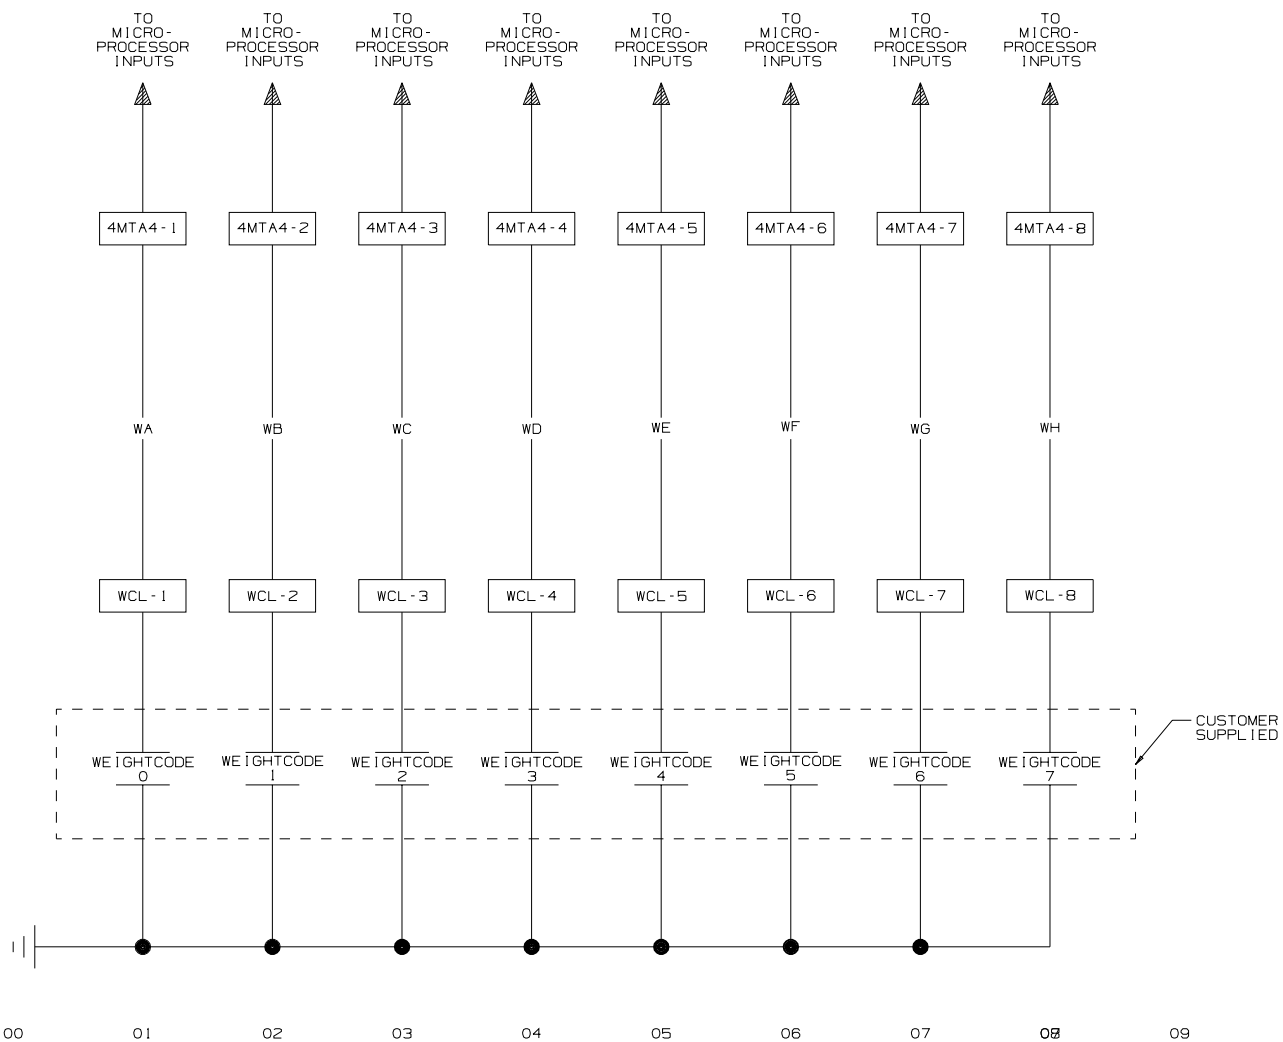 TO TO TO TO TO TO TO TO
MICRO- MICRO- MICRO- MICRO- MICRO- MICRO- MICRO- MICRO-
PROCESSOR PROCESSOR PROCESSOR PROCESSOR PROCESSOR PROCESSOR PROCESSOR PROCESSOR
INPUTS INPUTS INPUTS INPUTS INPUTS INPUTS INPUTS INPUTS
4MTA4-1 4MTA4-2 4MTA4-3 4MTA4-4 4MTA4-5 4MTA4-6 4MTA4-7 4MTA4-8
WA WB WC WD WE WF WG WH
WCL-1 WCL-2 WCL-3 WCL-4 WCL-5 WCL-6 WCL-7 WCL-8
CUSTOMER
SUPPLIED
WEIGHTCODE WEIGHTCODE WEIGHTCODE WEIGHTCODE WEIGHTCODE WEIGHTCODE WEIGHTCODE WEIGHTCODE
0 1 2 3 4 5 6 7
00 01 02 03 04 05 06 07 09